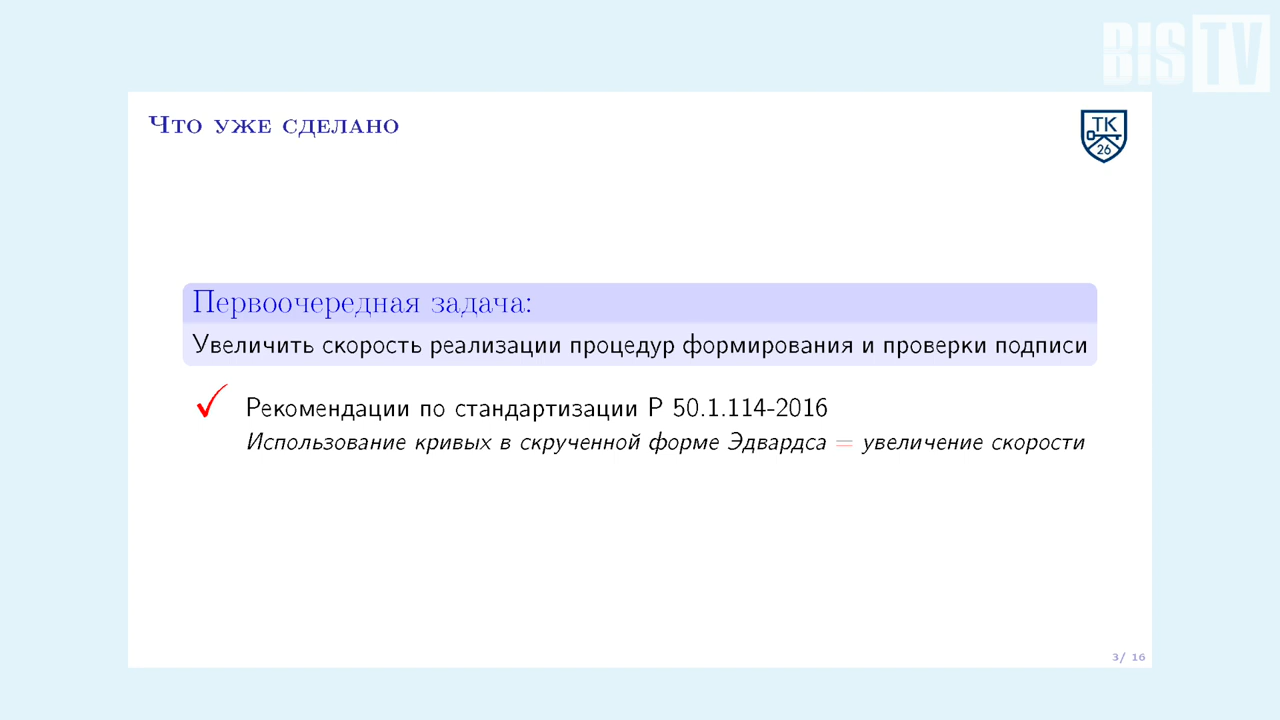 BIS TV
Что уже сделано
ТК
26
Первоочередная задача:
Увеличить скорость реализации процедур формирования и проверки подписи
✓ Рекомендации по стандартизации Р 50.1.114-2016
Использование кривых в скрученной форме Эдвардса = увеличение скорости
3/ 16